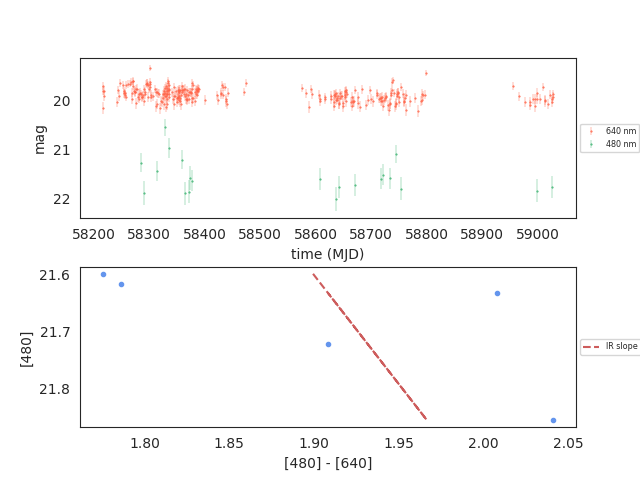 20
21
22
mag
58200 58300 58400 58500 58600 58700 58800 58900 59000
time (MJD)
640 nm
480 nm
21.6
21.7
21.8
[480]
1.80 1.85 1.90 1.95 2.00 2.05
[480] - [640]
IR slope